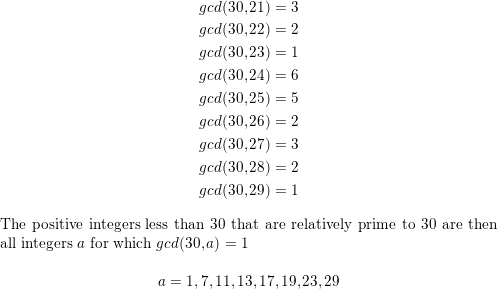 gcd(30,21) = 3
gcd(30,22) = 2
gcd(30,23) = 1
gcd(30,24) = 6
gcd(30,25) = 5
gcd(30,26) = 2
gcd(30,27) = 3
gcd(30,28) = 2
gcd(30,29) = 1
The positive integers less than 30 that are relatively prime to 30 are then
all integers a for which gcd(30,a) = 1
a = 1, 7, 11, 13, 17, 19, 23, 29